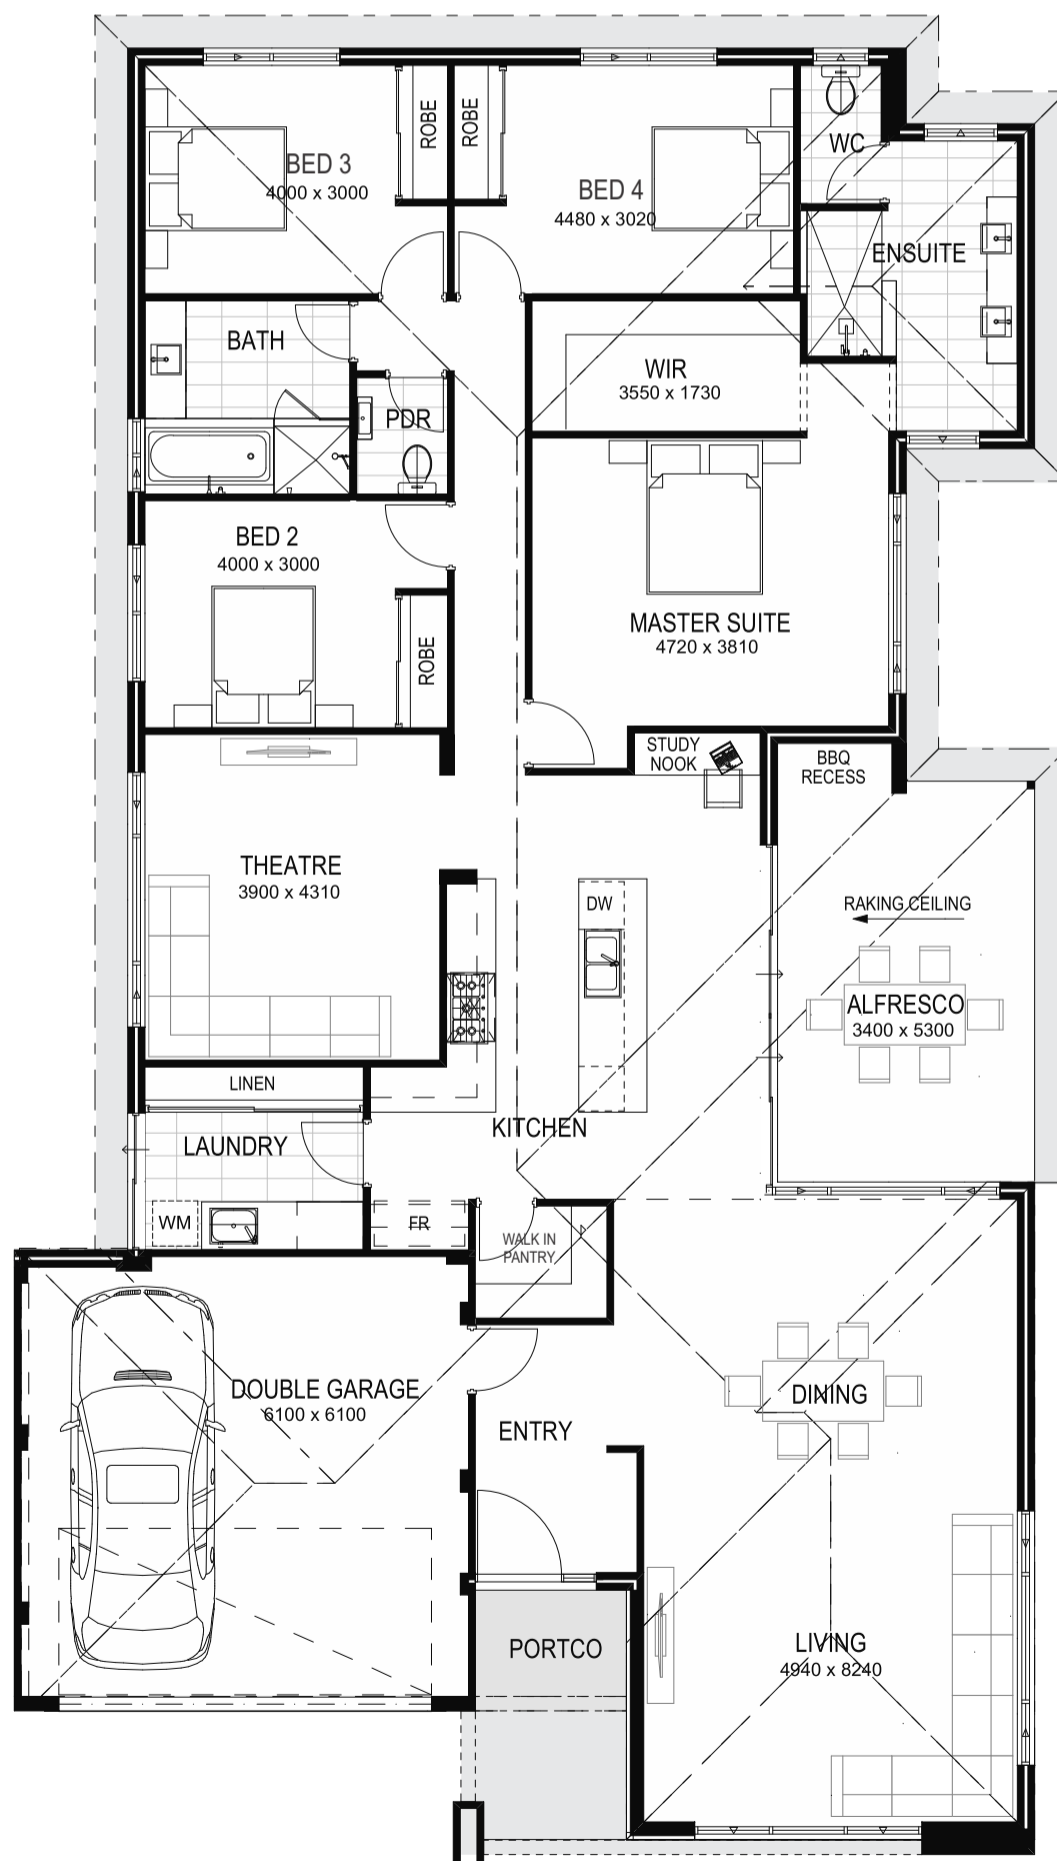 BED 3
4000 x 3000
ROBE
ROBE
BED 4
4480 x 3020
WC
ENSUITE
BATH
PDR
WIR
3550 x 1730
BED 2
4000 x 3000
ROBE
MASTER SUITE
4720 x 3810
STUDY
NOOK
BBQ
RECESS
THEATRE
3900 x 4310
DW
RAKING CEILING
ALFRESCO
3400 x 5300
LINEN
LAUNDRY
KITCHEN
WM
FR
WALK IN
PANTRY
DOUBLE GARAGE
6100 x 6100
ENTRY
DINING
PORTCO
LIVING
4940 x 8240